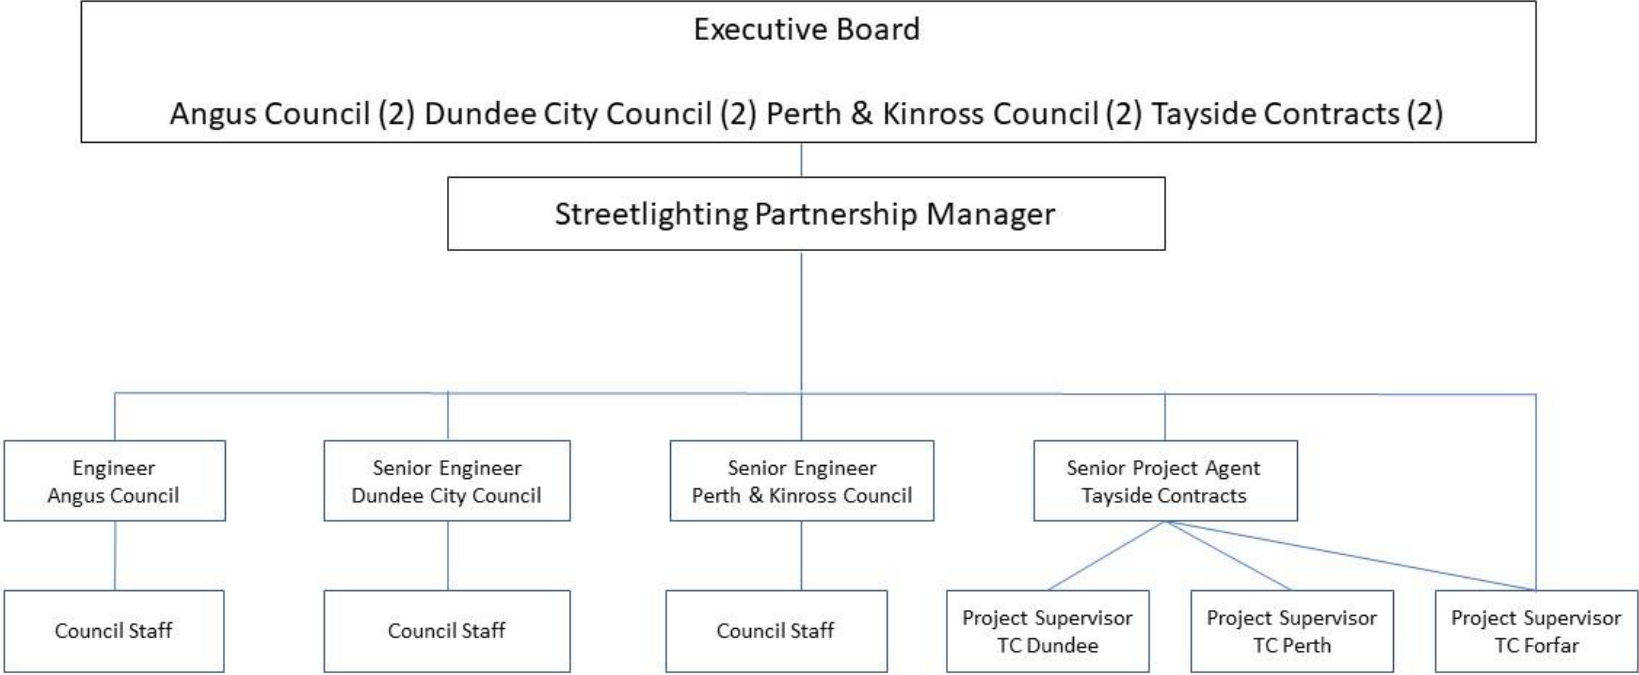 Executive Board
Angus Council (2) Dundee City Council (2) Perth & Kinross Council (2) Tayside Contracts (2)
Streetlighting Partnership Manager
Engineer
Angus Council
Senior Engineer
Dundee City Council
Senior Engineer
Perth & Kinross Council
Senior Project Agent
Tayside Contracts
Council Staff
Council Staff
Council Staff
Project Supervisor
TC Dundee
Project Supervisor
TC Perth
Project Supervisor
TC Forfar